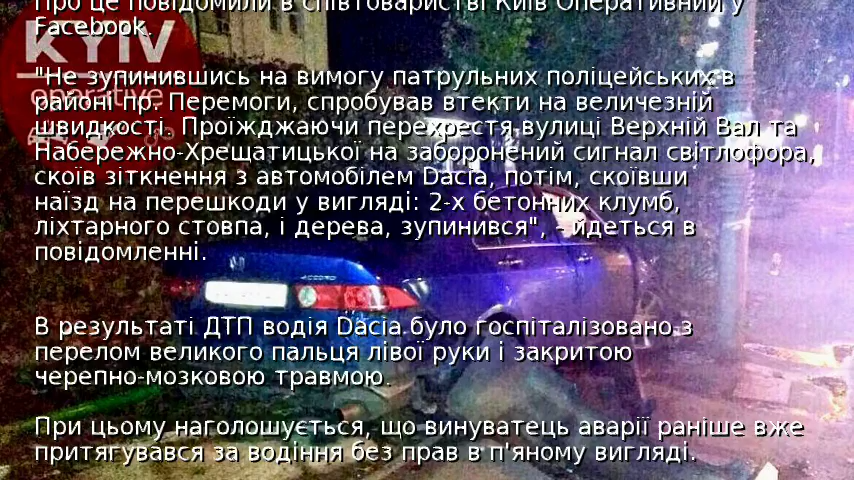 Про це повідомили в співтоваристві Київ Оперативний у
Facebook.
KYIV
operative
"Не зупинившись на вимогу патрульних поліцейських в
районі пр. Перемоги, спробував втекти на величезній
швидкості. Проїжджаючи перехрестя вулиці Верхній Вал та
Набережно-Хрещатицької на заборонений сигнал світлофора,
скоїв зіткнення з автомобілем Dacia, потім, скоївши
наїзд на перешкоди у вигляді: 2-х бетонних клумб,
ліхтарного стовпа, і дерева, зупинився", - йдеться в
повідомленні.
ACCORD
В результаті ДТП водія Dacia було госпіталізовано з
перелом великого пальця лівої руки і закритою
черепно-мозковою травмою.
При цьому наголошується, що винуватець аварії раніше вже
притягувався за водіння без прав в п'яному вигляді.